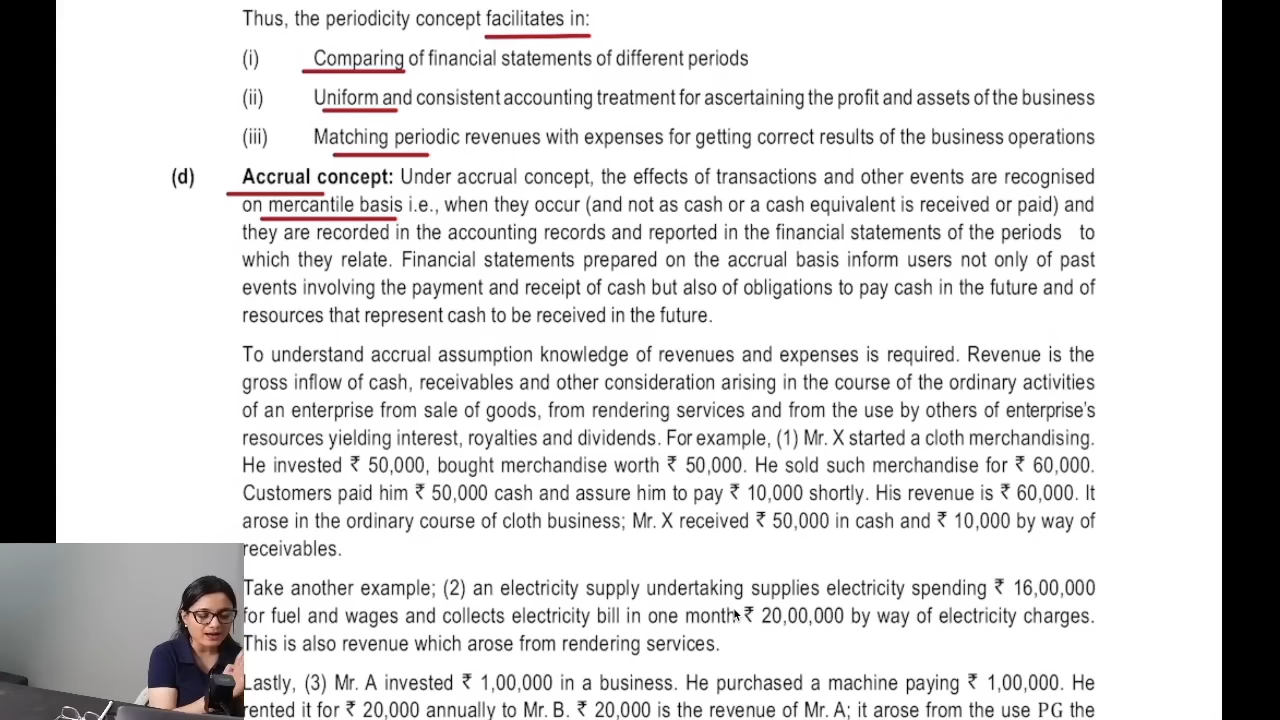 Thus, the periodicity concept facilitates in:
(i) Comparing of financial statements of different periods
(ii) Uniform and consistent accounting treatment for ascertaining the profit and assets of the business
(iii) Matching periodic revenues with expenses for getting correct results of the business operations
(d) Accrual concept: Under accrual concept, the effects of transactions and other events are recognised
on mercantile basis i.e., when they occur (and not as cash or a cash equivalent is received or paid) and
they are recorded in the accounting records and reported in the financial statements of the periods to
which they relate. Financial statements prepared on the accrual basis inform users not only of past
events involving the payment and receipt of cash but also of obligations to pay cash in the future and of
resources that represent cash to be received in the future.
To understand accrual assumption knowledge of revenues and expenses is required. Revenue is the
gross inflow of cash, receivables and other consideration arising in the course of the ordinary activities
of an enterprise from sale of goods, from rendering services and from the use by others of enterprise's
resources yielding interest, royalties and dividends. For example, (1) Mr. X started a cloth merchandising.
He invested ₹ 50,000, bought merchandise worth ₹ 50,000. He sold such merchandise for ₹ 60,000.
Customers paid him ₹ 50,000 cash and assure him to pay ₹ 10,000 shortly. His revenue is ₹ 60,000. It
arose in the ordinary course of cloth business; Mr. X received ₹ 50,000 in cash and ₹ 10,000 by way of
receivables.
Take another example; (2) an electricity supply undertaking supplies electricity spending ₹ 16,00,000
for fuel and wages and collects electricity bill in one month ₹ 20,00,000 by way of electricity charges.
This is also revenue which arose from rendering services.
Lastly, (3) Mr. A invested ₹ 1,00,000 in a business. He purchased a machine paying ₹ 1,00,000. He
rented it for ₹ 20,000 annually to Mr. B. ₹ 20,000 is the revenue of Mr. A; it arose from the use PG the